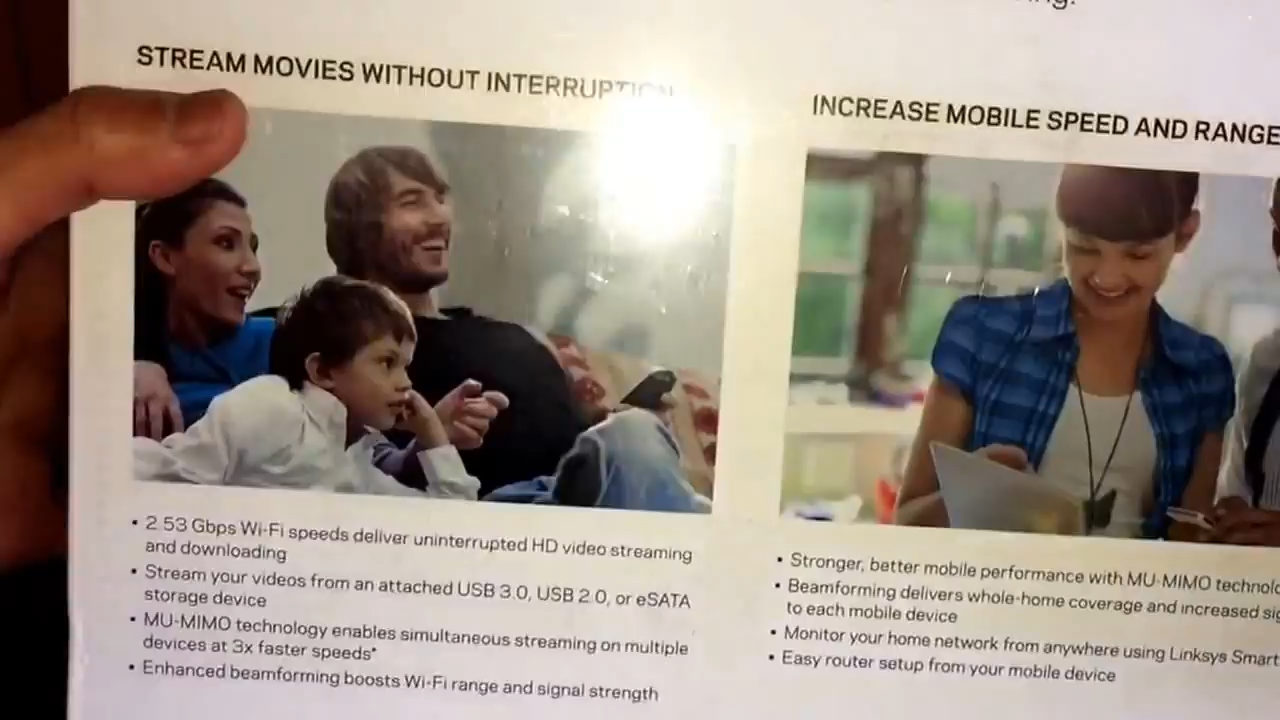 STREAM MOVIES WITHOUT INTERRUPTION
• 2.53 Gbps Wi-Fi speeds deliver uninterrupted HD video streaming
and downloading
• Stream your videos from an attached USB 3.0, USB 2.0, or eSATA
storage device
• MU-MIMO technology enables simultaneous streaming on multiple
devices at 3x faster speeds*
• Enhanced beamforming boosts Wi-Fi range and signal strength
INCREASE MOBILE SPEED AND RANGE
• Stronger, better mobile performance with MU-MIMO
• Beamforming delivers whole-home coverage and increased
to each mobile device
• Monitor your home network from anywhere using Linksys Smart
• Easy router setup from your mobile device